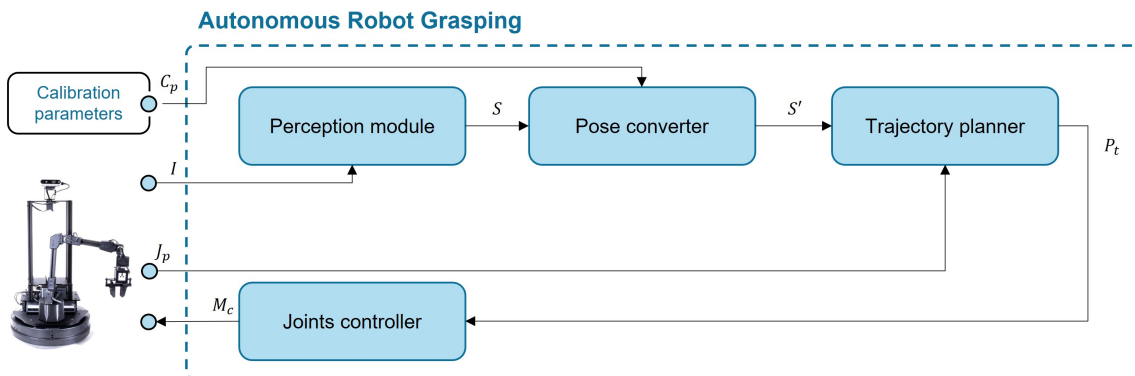 Autonomous Robot Grasping
Calibration
parameters
C_p
Perception module
S
Pose converter
S′
Trajectory planner
P_t
I
J_p
M_c
Joints controller